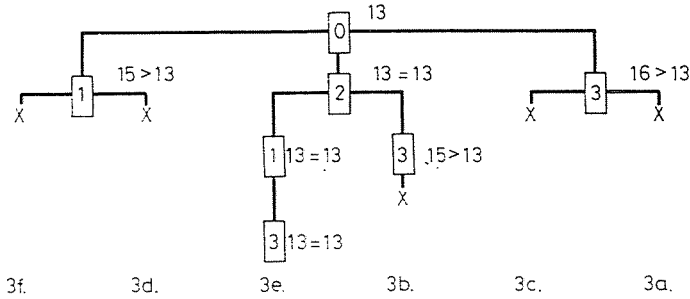 13
0
15 > 13
13 = 13
16 > 13
1
2
3
X
X
X
X
1
13 = 13
3
15 > 13
X
3
13 = 13
3f.
3d.
3e.
3b.
3c.
3a.